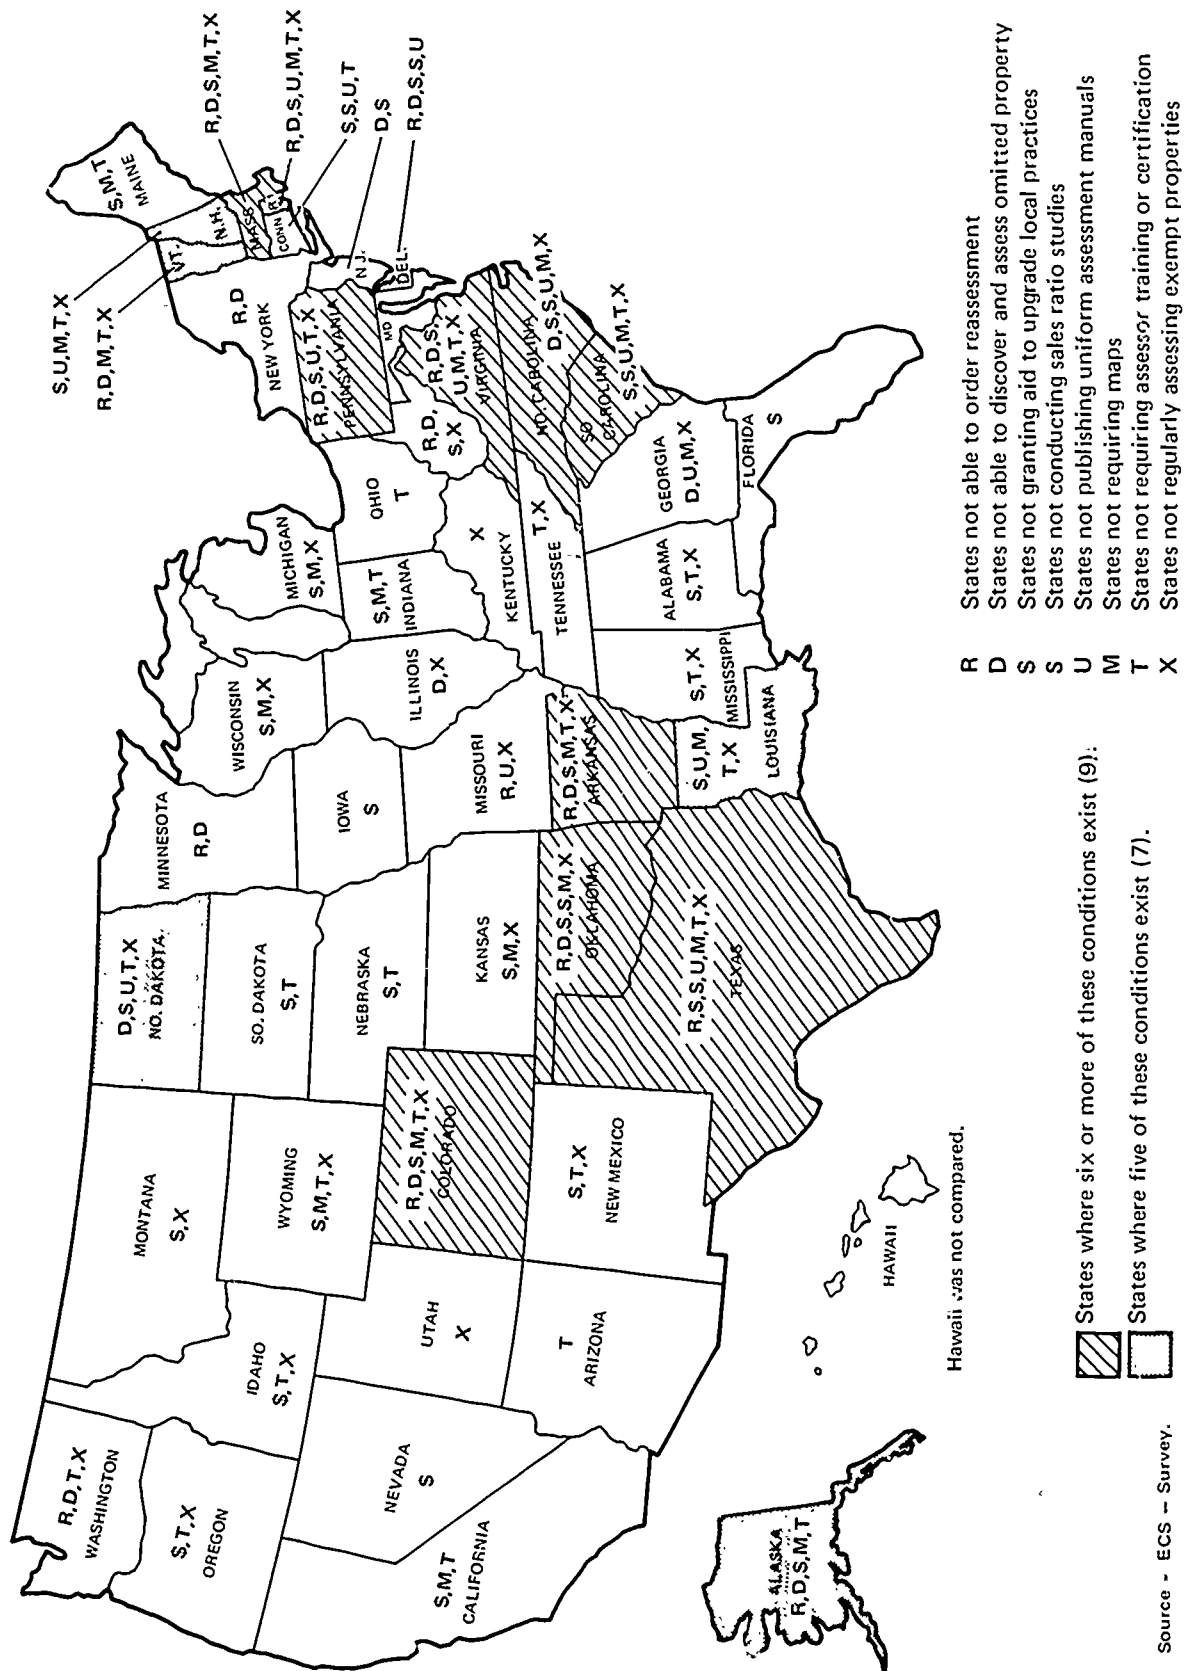 R,D,T,X
WASHINGTON
S,T,X
OREGON
S,M,T
CALIFORNIA
NEVADA
S
IDAHO
S,T,X
MONTANA
S,X
WYOMING
S,M,T,X
UTAH
X
T
ARIZONA
R,D,S,M,T,X
COLORADO
S,T,X
NEW MEXICO
D,S,U,T,X
NO. DAKOTA
SO. DAKOTA
S,T
NEBRASKA
S,T
KANSAS
S,M,X
R,D,S,S,M,X
OKLAHOMA
R,S,S,U,M,T,X
TEXAS
MINNESOTA
R,D
IOWA
S
MISSOURI
R,U,X
R,D,S,M,T,X
ARKANSAS
S,U,M,
T,X
LOUISIANA
WISCONSIN
S,M,X
ILLINOIS
D,X
MICHIGAN
S,M,X
S,M,T
INDIANA
OHIO
T
X
KENTUCKY
T,X
TENNESSEE
S,T,X
MISSISSIPPI
ALABAMA
S,T,X
GEORGIA
D,U,M,X
FLORIDA
S
SO
CAROLINA
S,S,U,M,T,X
NO. CAROLINA
D,S,S,U,M,X
R,D,S,
U,M,T,X
VIRGINIA
R,D,
S,X
MD
DEL.
R,D,S,S,U
N.J.
D,S
R,D,S,U,T,X
PENNSYLVANIA
NEW YORK
R,D
VT.
R,D,M,T,X
N.H.
S,U,M,T,X
S,M,T
MAINE
MASS
R,D,S,M,T,X
R.I.
R,D,S,U,M,T,X
CONN
S,S,U,T
ALASKA
R,D,S,M,T
HAWAII
Hawaii was not compared.
States where six or more of these conditions exist (9).
States where five of these conditions exist (7).
R States not able to order reassessment
D States not able to discover and assess omitted property
S States not granting aid to upgrade local practices
S States not conducting sales ratio studies
U States not publishing uniform assessment manuals
M States not requiring maps
T States not requiring assessor training or certification
X States not regularly assessing exempt properties
Source - ECS - Survey.